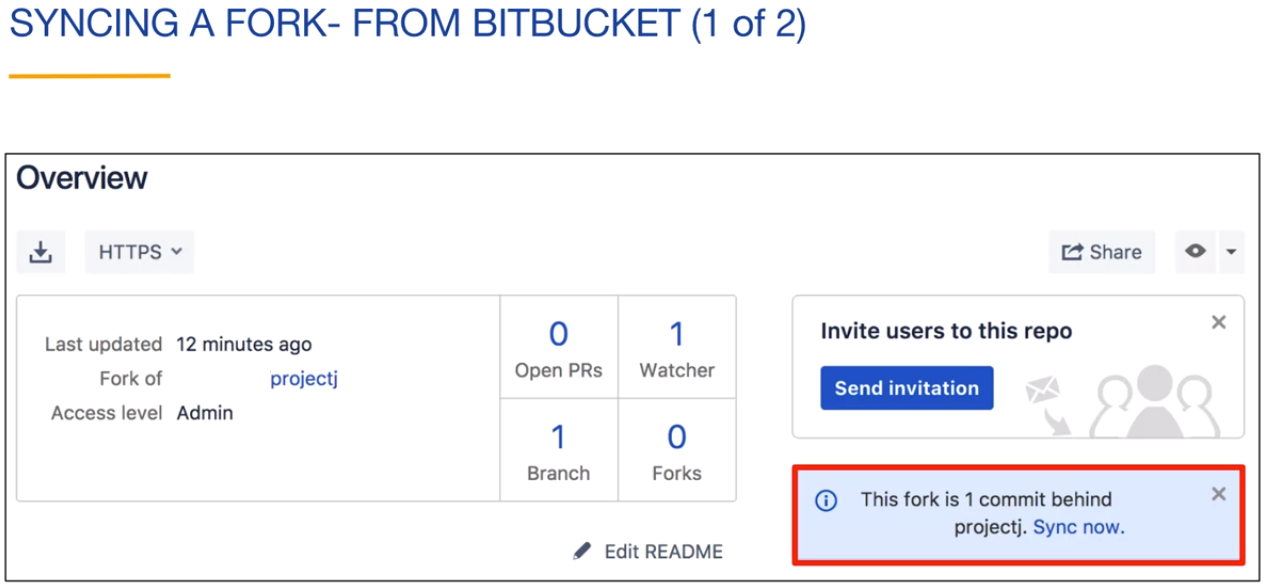 SYNCING A FORK- FROM BITBUCKET (1 of 2)
Overview
HTTPS
Share
Last updated 12 minutes ago
Fork of projectj
Access level Admin
0
Open PRs
1
Watcher
1
Branch
0
Forks
Edit README
Invite users to this repo
Send invitation
This fork is 1 commit behind
projectj. Sync now.